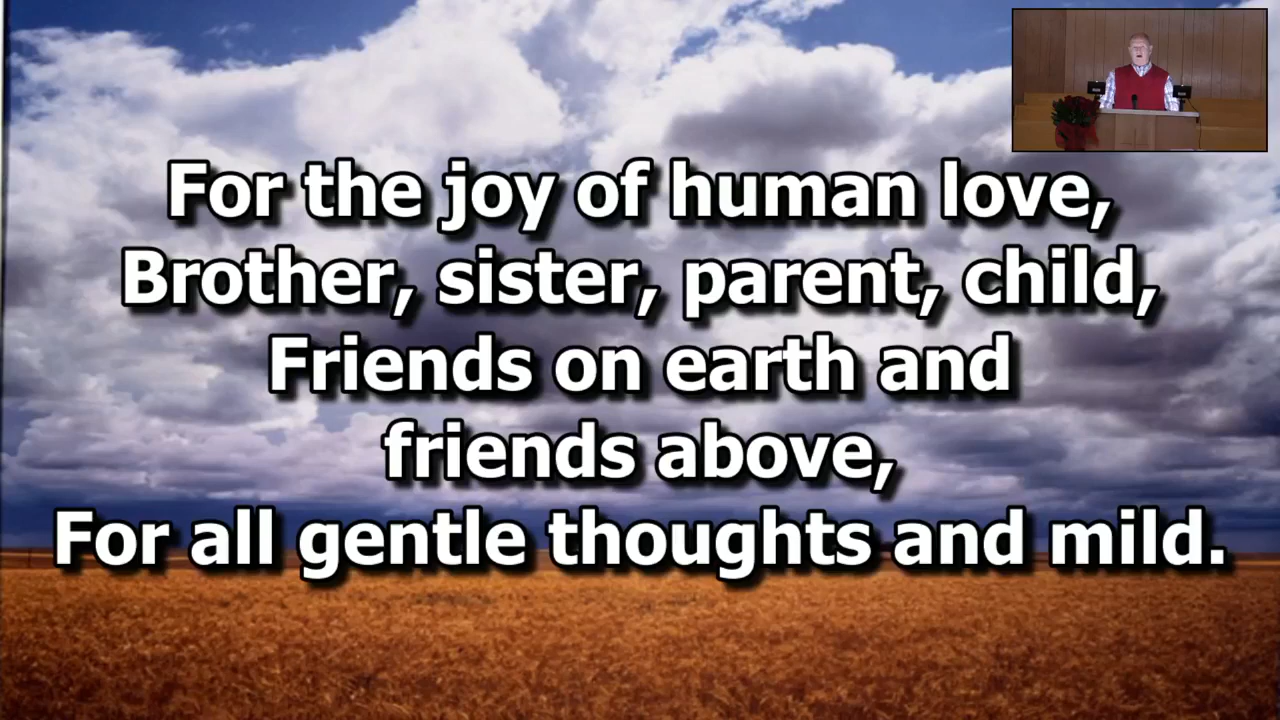 For the joy of human love,
Brother, sister, parent, child,
Friends on earth and
friends above,
For all gentle thoughts and mild.